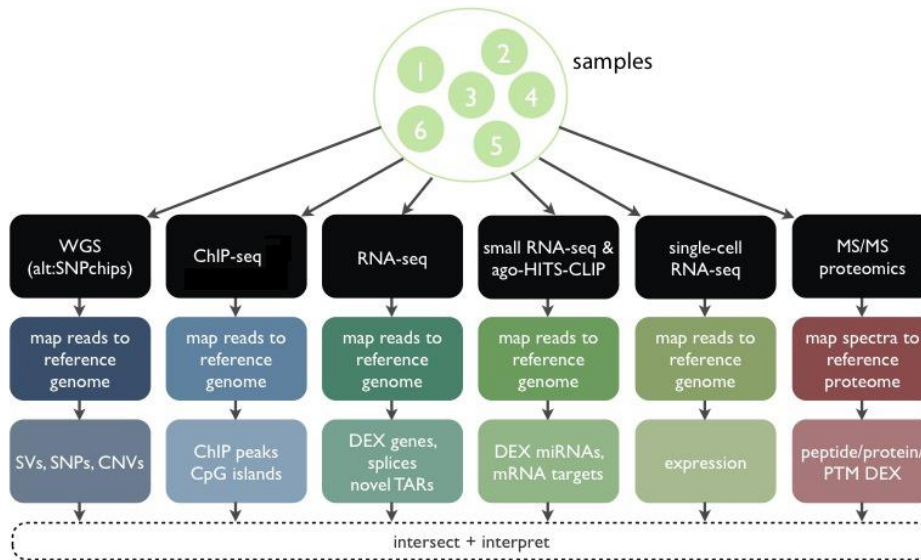 1
2
3
4
6
5
samples
WGS
(alt:SNPchips)
ChIP-seq
RNA-seq
small RNA-seq &
ago-HITS-CLIP
single-cell
RNA-seq
MS/MS
proteomics
map reads to
reference
genome
map reads to
reference
genome
map reads to
reference
genome
map reads to
reference
genome
map reads to
reference
genome
map spectra to
reference
proteome
SVs, SNPs, CNVs
ChIP peaks
CpG islands
DEX genes,
splices
novel TARs
DEX miRNAs,
mRNA targets
expression
peptide/protein/
PTM DEX
intersect + interpret